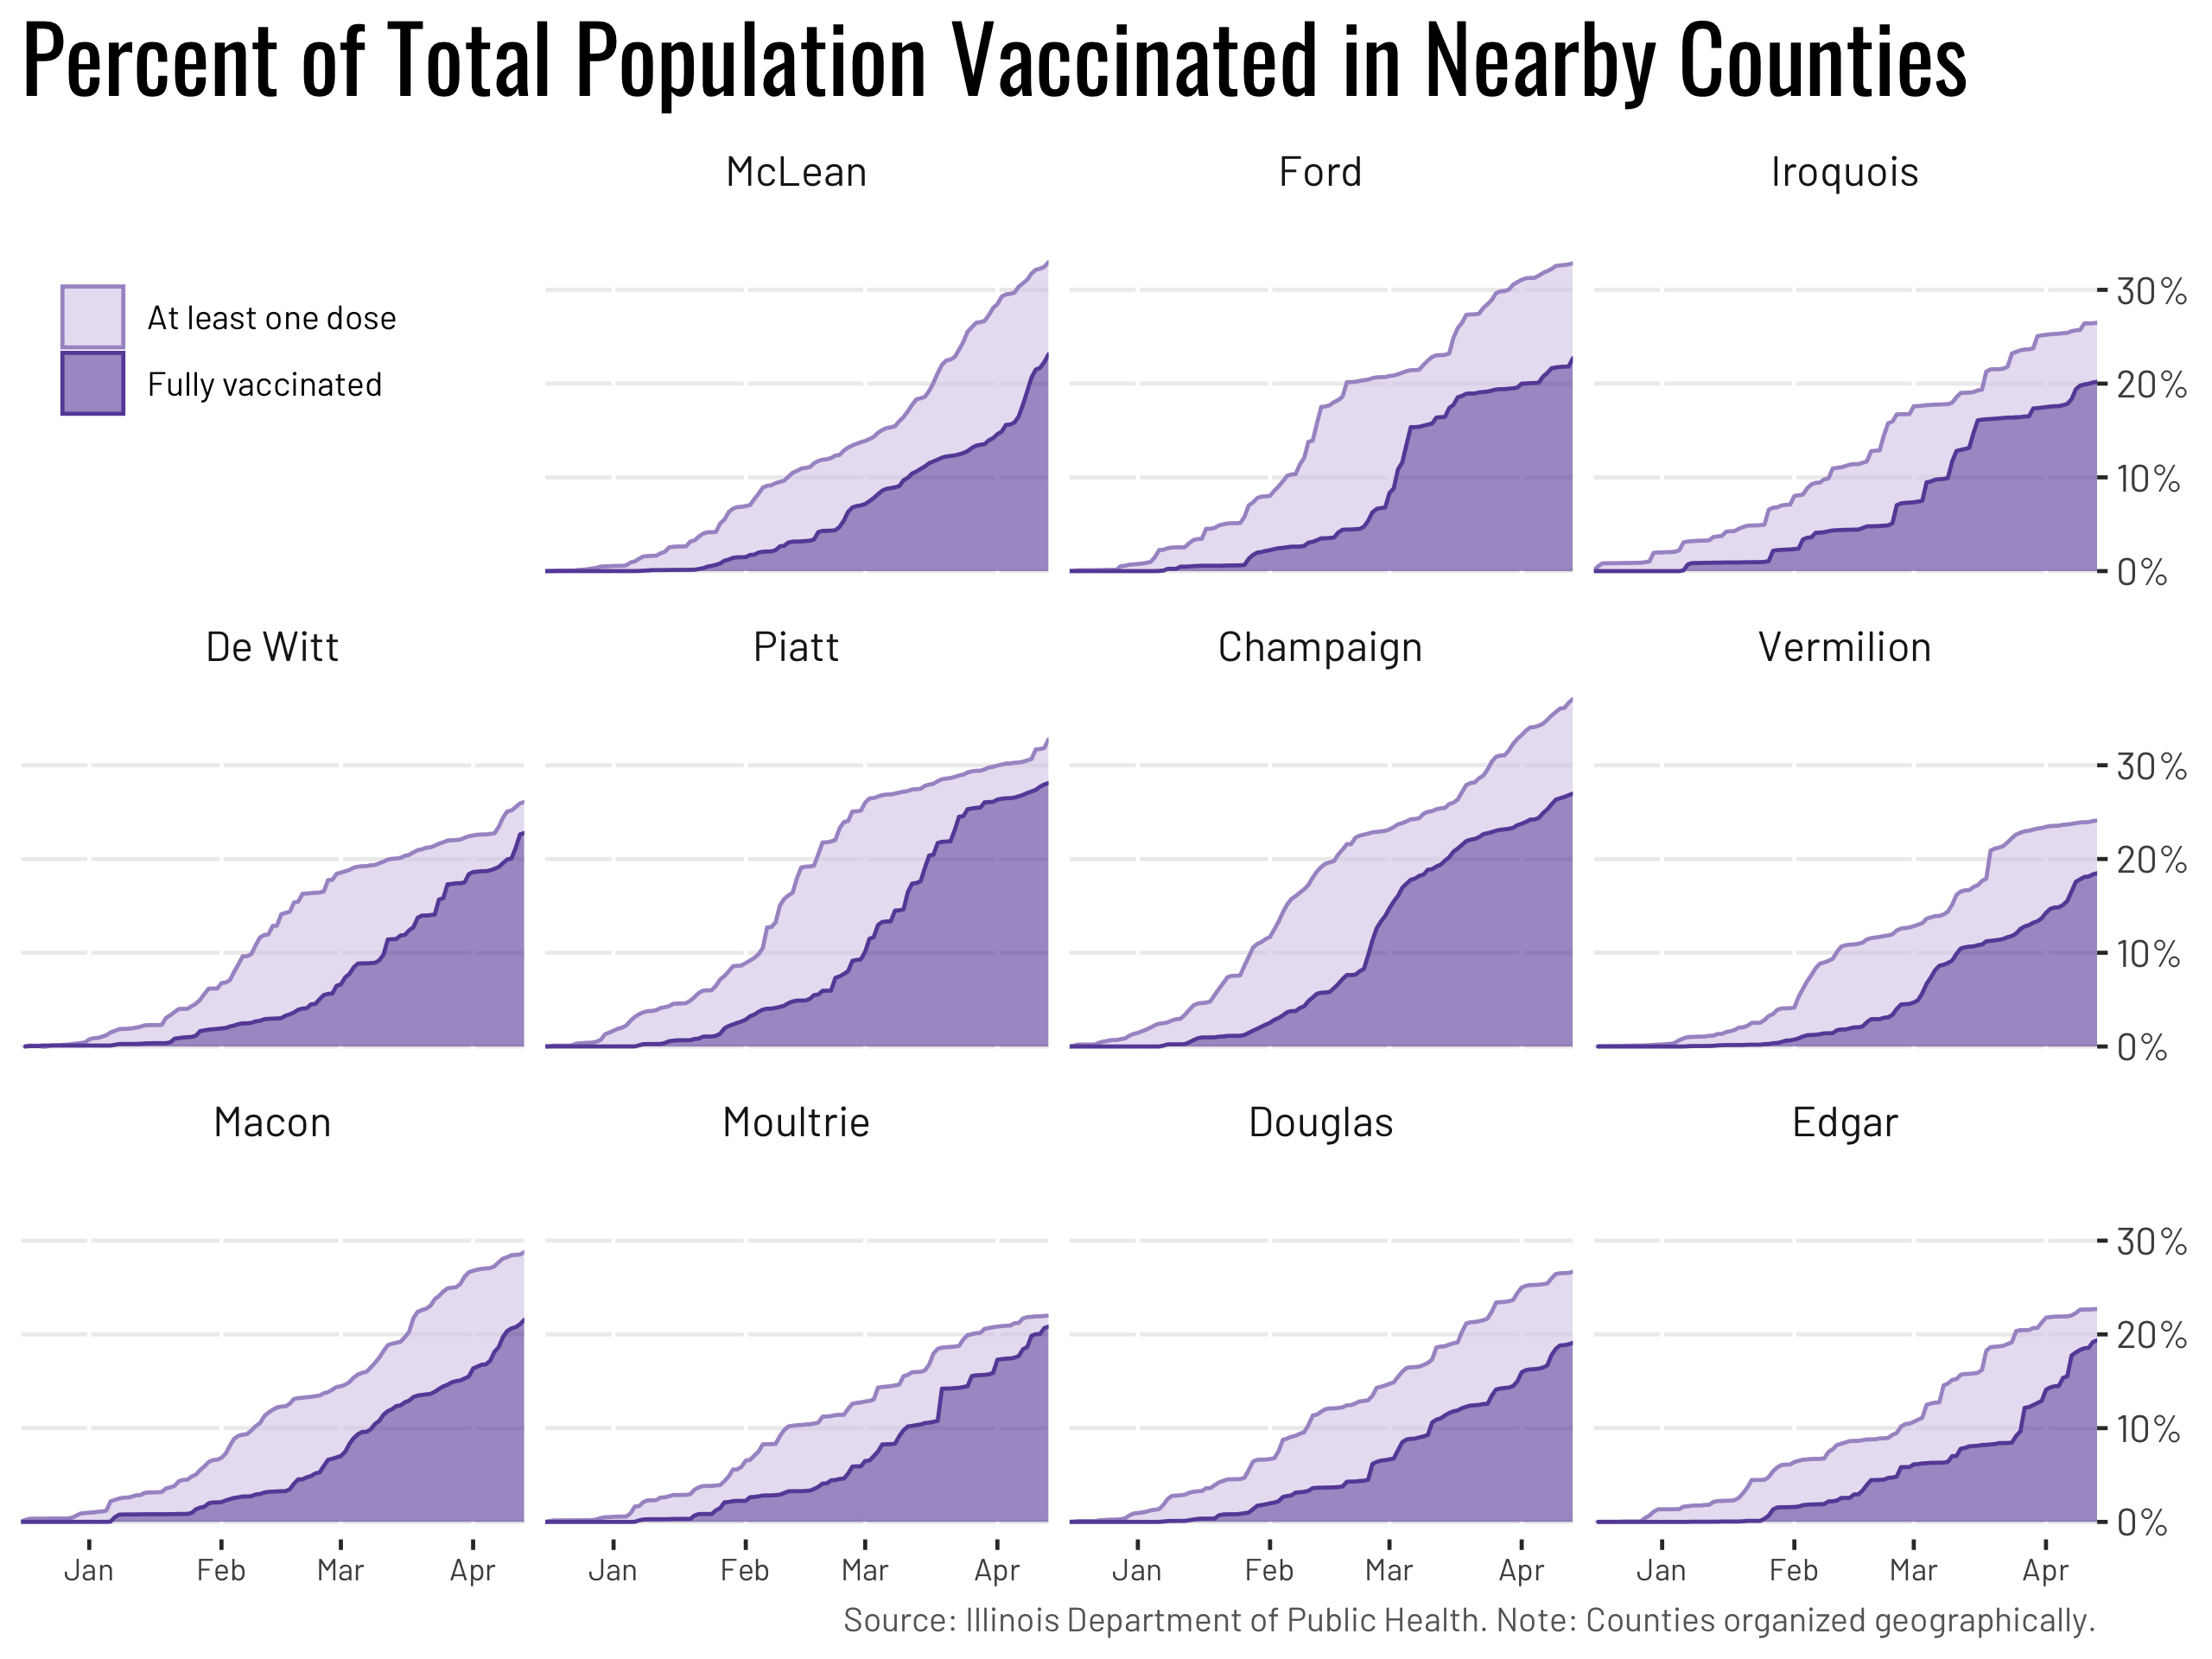 Percent of Total Population Vaccinated in Nearby Counties
McLean
Ford
Iroquois
At least one dose
Fully vaccinated
30%
20%
10%
0%
De Witt
Piatt
Champaign
Vermilion
30%
20%
10%
0%
Macon
Moultrie
Douglas
Edgar
30%
20%
10%
0%
Jan Feb Mar Apr
Jan Feb Mar Apr
Jan Feb Mar Apr
Jan Feb Mar Apr
Source: Illinois Department of Public Health. Note: Counties organized geographically.